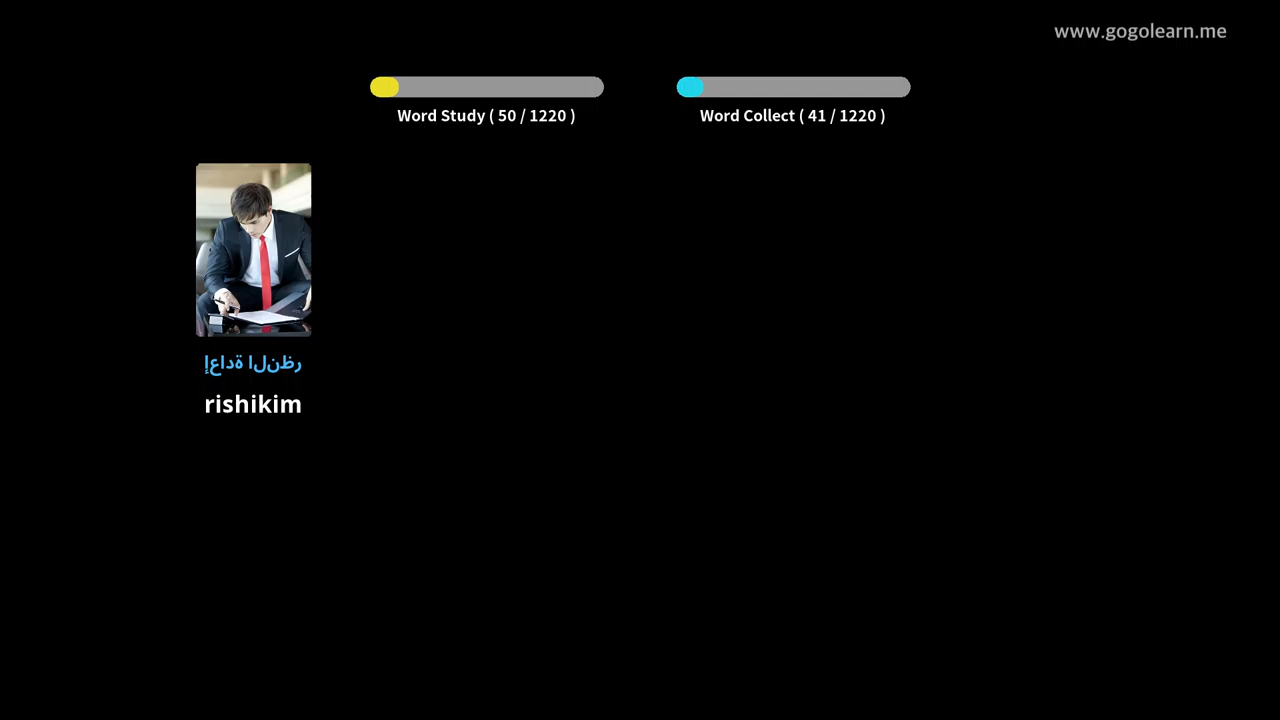 www.gogolearn.me
Word Study ( 50 / 1220 )
Word Collect ( 41 / 1220 )
إعادة النظر
rishikim